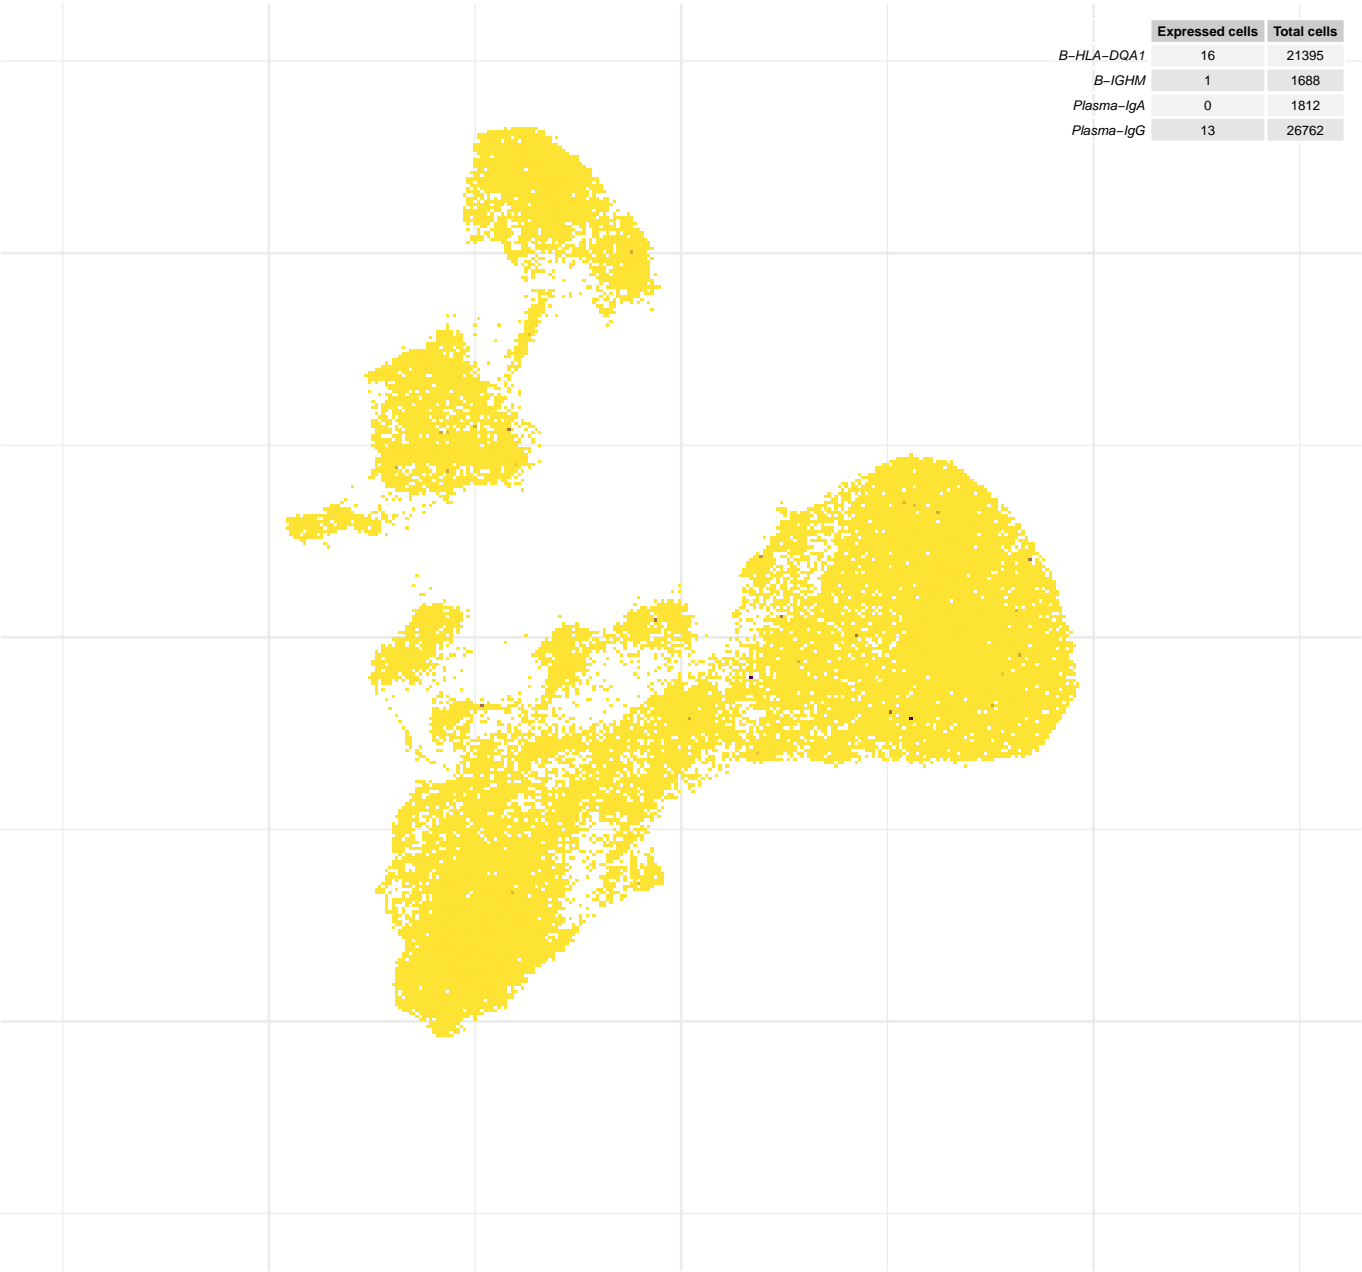 Expressed cells Total cells
B−HLA−DQA1 16 21395
B−IGHM 1 1688
Plasma−IgA 0 1812
Plasma−IgG 13 26762